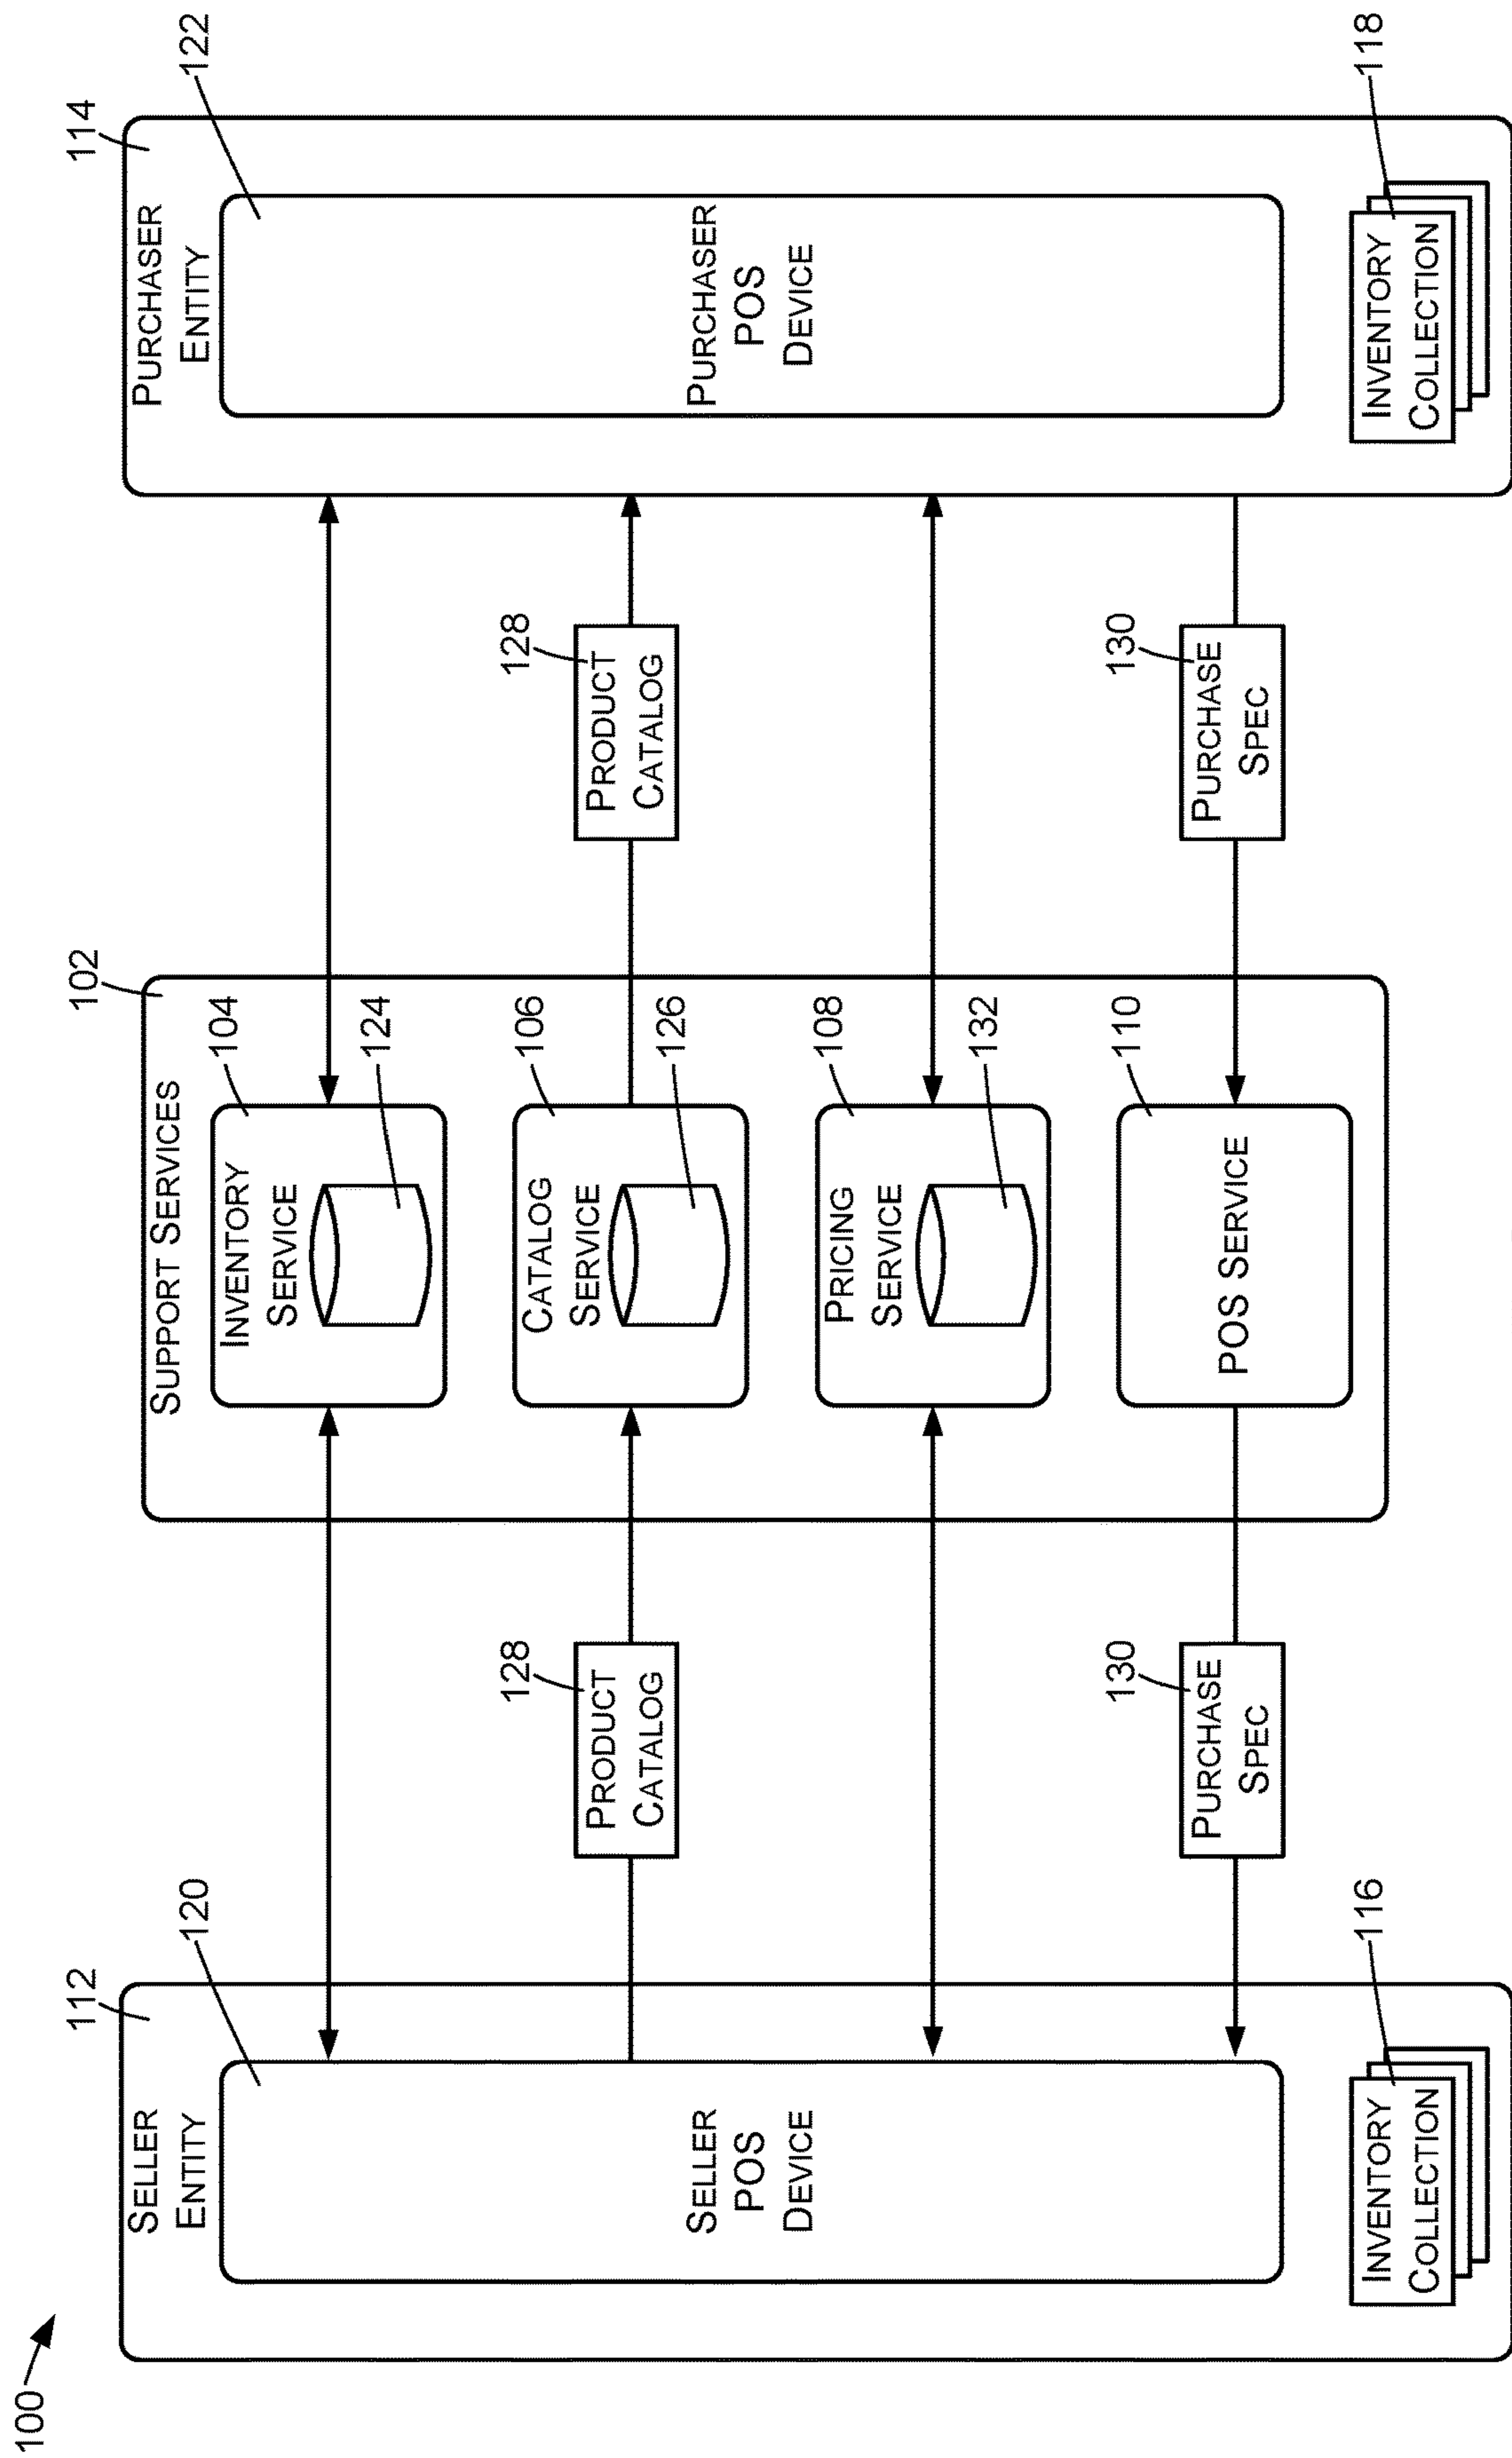 100
112
SELLER
ENTITY
120
SELLER
POS
DEVICE
INVENTORY
COLLECTION
116
128
PRODUCT
CATALOG
130
PURCHASE
SPEC
102
SUPPORT SERVICES
104
INVENTORY
SERVICE
124
106
CATALOG
SERVICE
126
108
PRICING
SERVICE
132
110
POS SERVICE
128
PRODUCT
CATALOG
130
PURCHASE
SPEC
114
PURCHASER
ENTITY
122
PURCHASER
POS
DEVICE
INVENTORY
COLLECTION
118